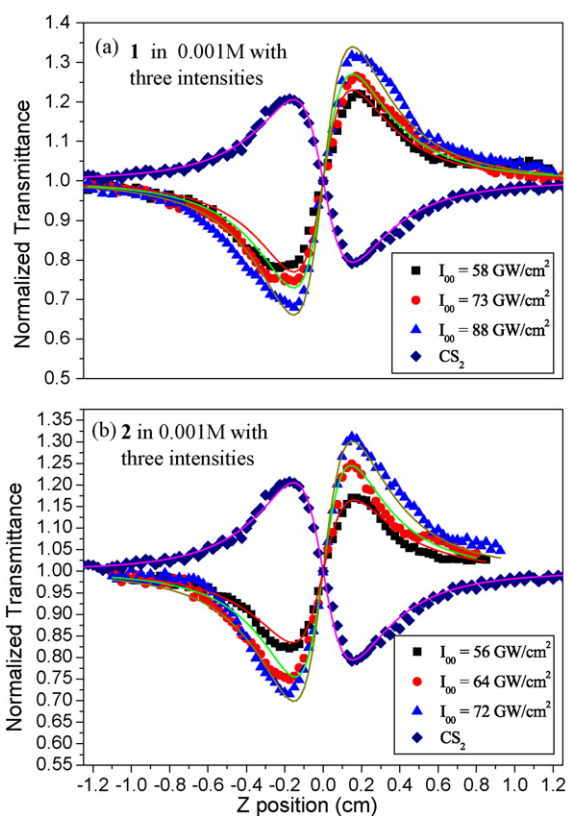 (a) 1 in 0.001M with
three intensities
Normalized Transmittance
1.4
1.3
1.2
1.1
1.0
0.9
0.8
0.7
0.6
0.5
I₀₀ = 58 GW/cm²
I₀₀ = 73 GW/cm²
I₀₀ = 88 GW/cm²
CS₂
(b) 2 in 0.001M with
three intensities
Normalized Transmittance
1.35
1.30
1.25
1.20
1.15
1.10
1.05
1.00
0.95
0.90
0.85
0.80
0.75
0.70
0.65
0.60
0.55
I₀₀ = 56 GW/cm²
I₀₀ = 64 GW/cm²
I₀₀ = 72 GW/cm²
CS₂
-1.2 -1.0 -0.8 -0.6 -0.4 -0.2 0.0 0.2 0.4 0.6 0.8 1.0 1.2
Z position (cm)